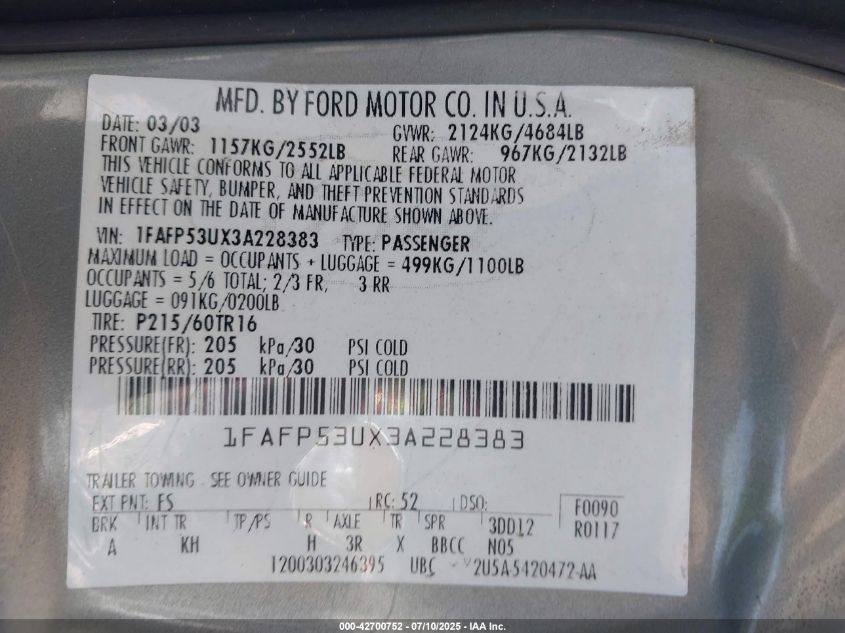 MFD. BY FORD MOTOR CO. IN U.S.A.
DATE: 03/03 GVWR: 2124KG/4684LB
FRONT GAWR: 1157KG/2552LB REAR GAWR: 967KG/2132LB
THIS VEHICLE CONFORMS TO ALL APPLICABLE FEDERAL MOTOR
VEHICLE SAFETY, BUMPER, AND THEFT PREVENTION STANDARDS
IN EFFECT ON THE DATE OF MANUFACTURE SHOWN ABOVE.
VIN: 1FAFP53UX3A228383 TYPE: PASSENGER
MAXIMUM LOAD = OCCUPANTS + LUGGAGE = 499KG/1100LB
OCCUPANTS = 5/6 TOTAL; 2/3 FR, 3 RR
LUGGAGE = 091KG/0200LB
TIRE: P215/60TR16
PRESSURE(FR): 205 kPa/30 PSI COLD
PRESSURE(RR): 205 kPa/30 PSI COLD
1FAFP53UX3A228383
TRAILER TOWING - SEE OWNER GUIDE
EXT PNT: FS RC: 52 DSO: F0090
BRK INT TR TP/PS R AXLE TR SPR 3DD12 R0117
A KH H 3R X BBCC N05
1200303246395 UBC 2U5A5420472-AA
000-42700752 - 07/10/2025 - IAA Inc.